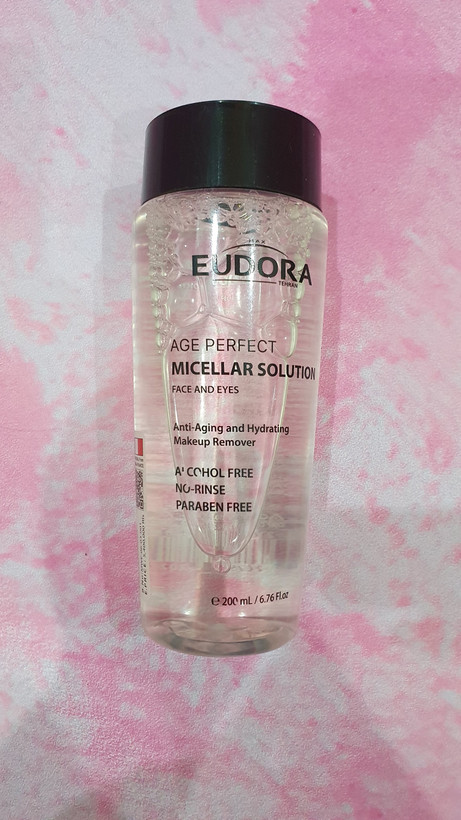 MAX
EUDORA
TEHRAN
AGE PERFECT
MICELLAR SOLUTION
FACE AND EYES
Anti-Aging and Hydrating
Makeup Remover
ALCOHOL FREE
NO-RINSE
PARABEN FREE
℮ 200 mL / 6.76 Fl.oz